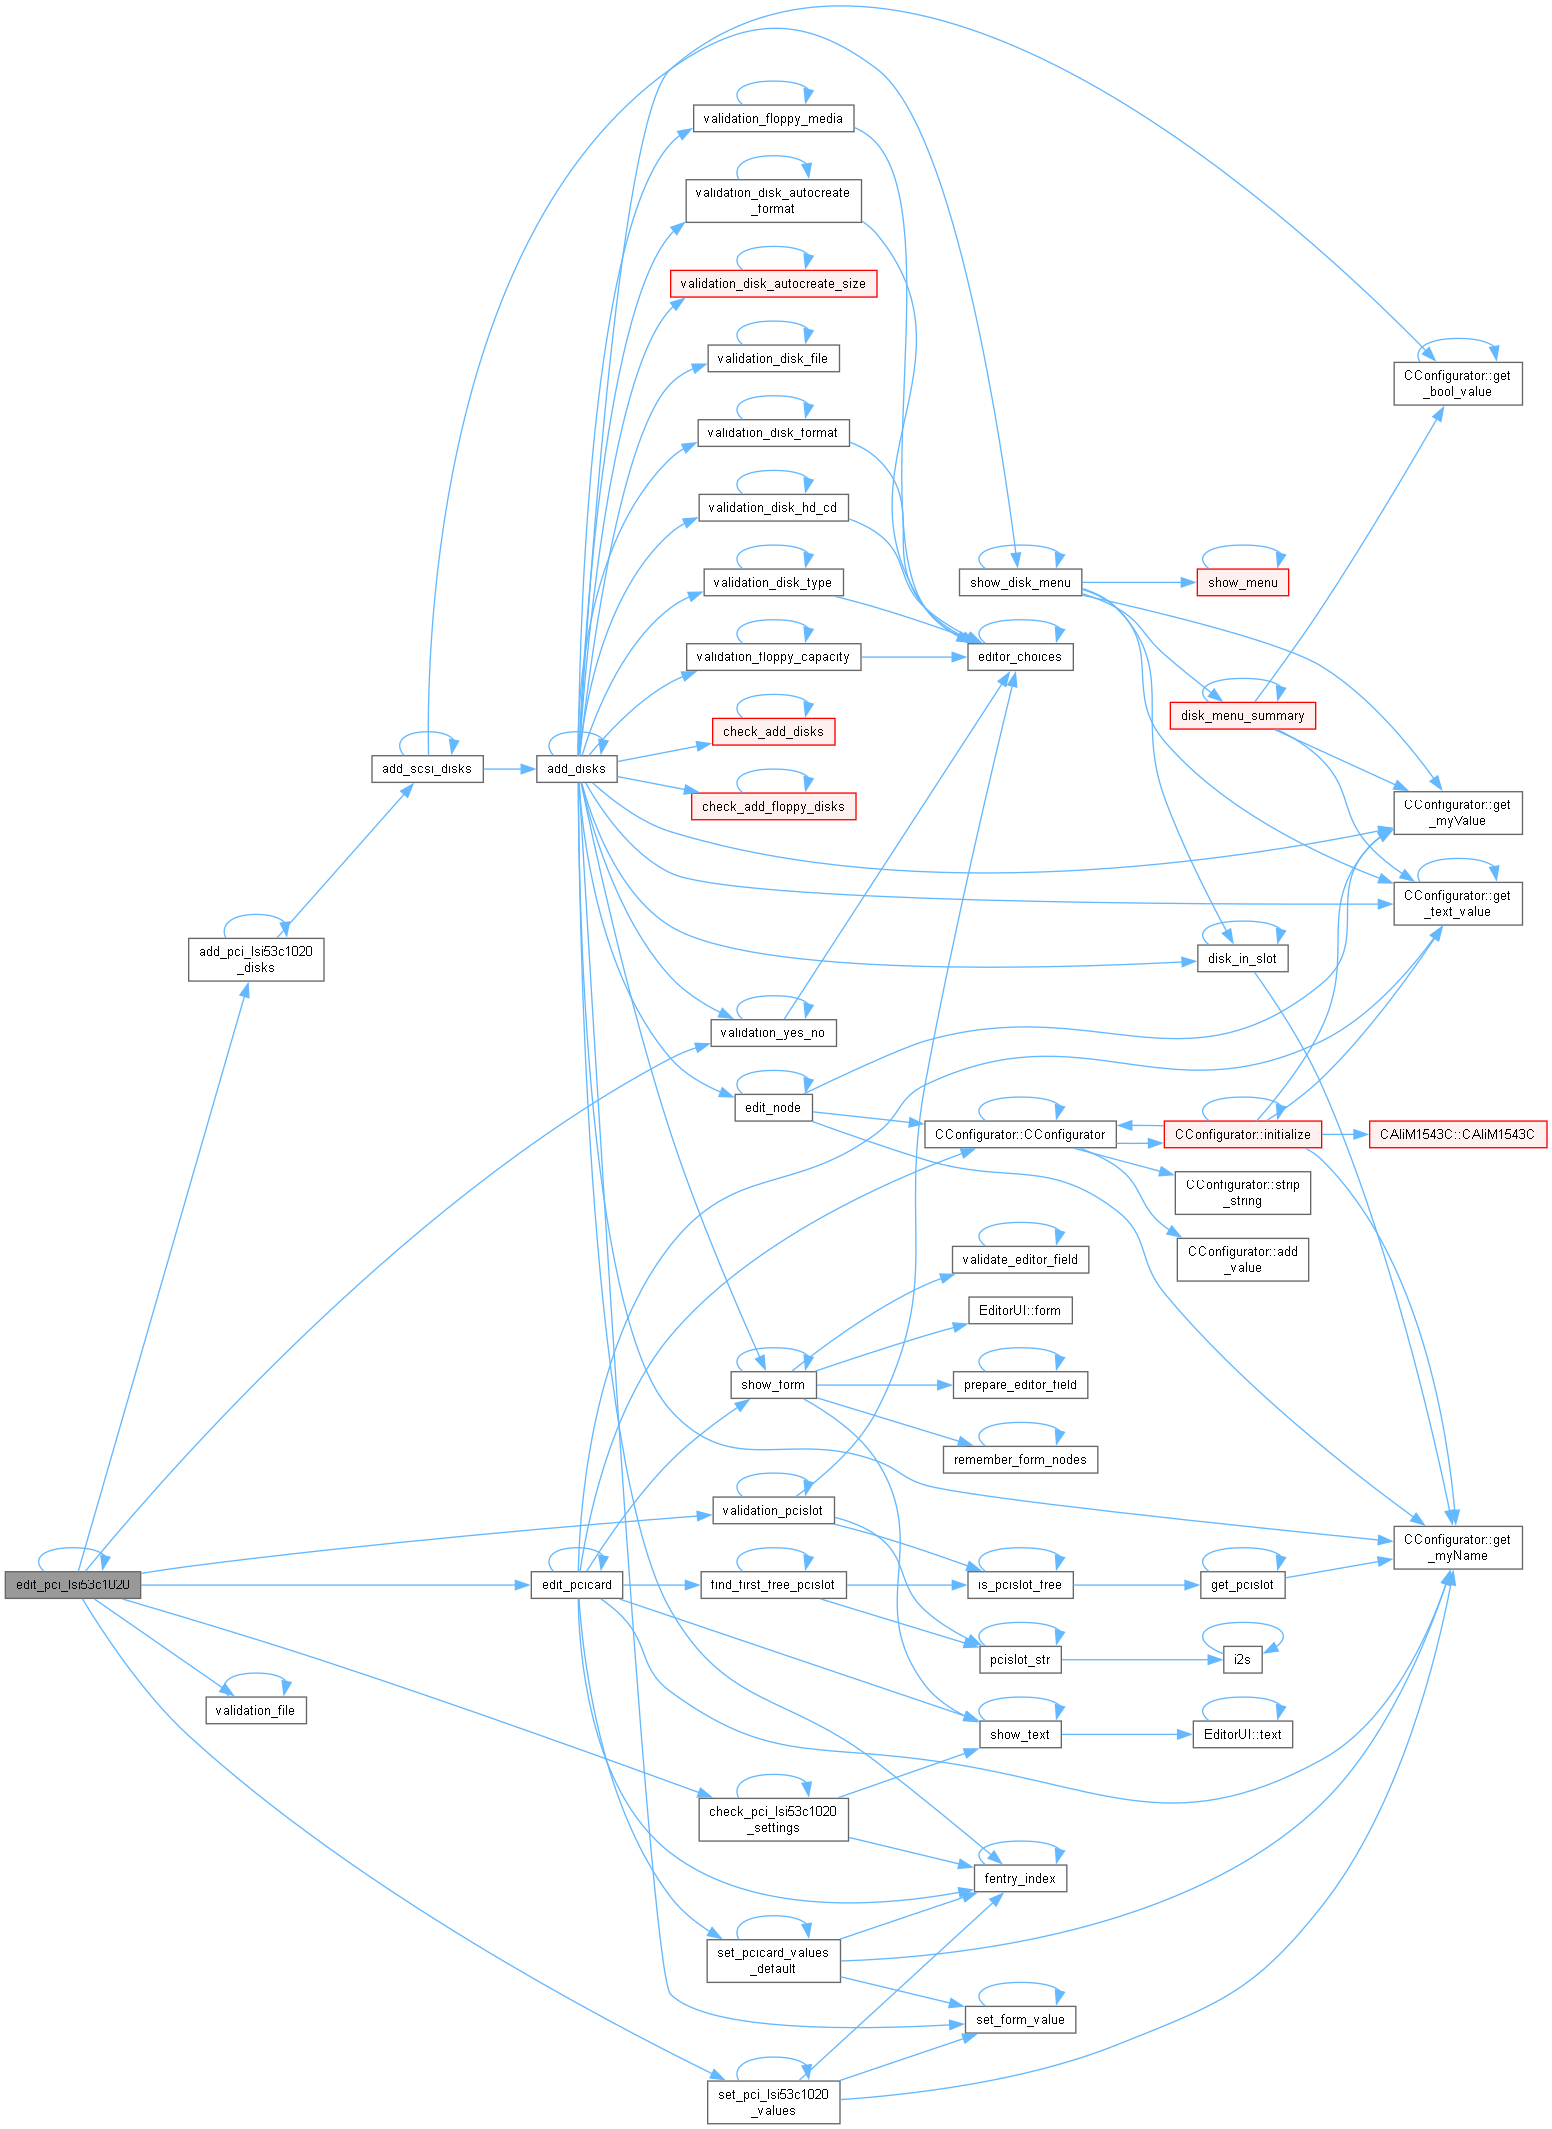 validation_floppy_media
validation_disk_autocreate
_format
validation_disk_autocreate_size
validation_disk_file
CConfigurator::get
_bool_value
validation_disk_format
validation_disk_hd_cd
validation_disk_type
show_disk_menu
show_menu
validation_floppy_capacity
editor_choices
disk_menu_summary
check_add_disks
add_scsi_disks
add_disks
check_add_floppy_disks
CConfigurator::get
_myValue
CConfigurator::get
_text_value
add_pci_lsi53c1020
_disks
disk_in_slot
validation_yes_no
edit_node
CConfigurator::CConfigurator
CConfigurator::initialize
CAliM1543C::CAliM1543C
CConfigurator::strip
_string
validate_editor_field
CConfigurator::add
_value
EditorUI::form
show_form
prepare_editor_field
remember_form_nodes
validation_pcislot
CConfigurator::get
_myName
edit_pci_lsi53c1020
edit_pcicard
find_first_free_pcislot
is_pcislot_free
get_pcislot
pcislot_str
i2s
validation_file
show_text
EditorUI::text
check_pci_lsi53c1020
_settings
fentry_index
set_pcicard_values
_default
set_form_value
set_pci_lsi53c1020
_values